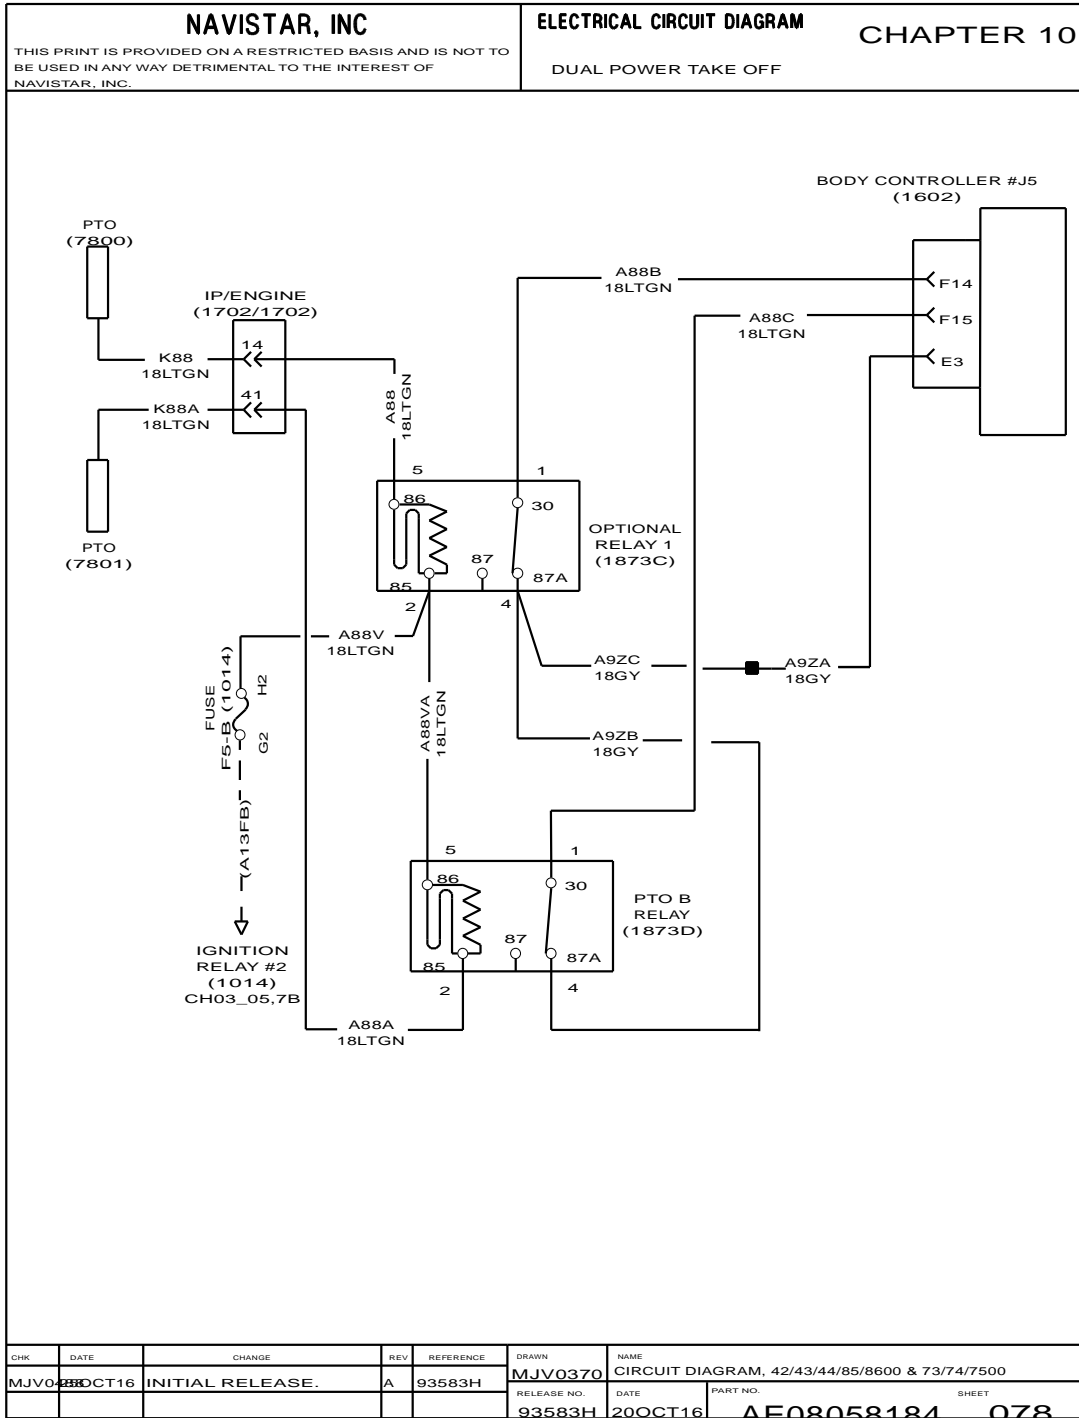 NAVISTAR, INC
THIS PRINT IS PROVIDED ON A RESTRICTED BASIS AND IS NOT TO
BE USED IN ANY WAY DETRIMENTAL TO THE INTEREST OF
NAVISTAR, INC.
ELECTRICAL CIRCUIT DIAGRAM
CHAPTER 10
DUAL POWER TAKE OFF
BODY CONTROLLER #J5
(1602)
PTO
(7800)
IP/ENGINE
(1702/1702)
A88B
18LTGN
F14
A88C
18LTGN
F15
14
K88
18LTGN
E3
41
K88A
18LTGN
A88
18LTGN
5
1
86
30
OPTIONAL
RELAY 1
(1873C)
PTO
(7801)
87
87A
85
2
4
A88V
18LTGN
A9ZC
18GY
A9ZA
18GY
FUSE
F5-B (1014)
H2
G2
A88VA
18LTGN
A9ZB
18GY
(A13FB)
5
1
86
30
PTO B
RELAY
(1873D)
87
87A
85
2
4
IGNITION
RELAY #2
(1014)
CH03_05,7B
A88A
18LTGN
CHK
DATE
CHANGE
REV
REFERENCE
DRAWN
NAME
OCT16
INITIAL RELEASE.
A
93583H
MJV0370
CIRCUIT DIAGRAM, 42/43/44/85/8600 & 73/74/7500
RELEASE NO.
DATE
PART NO.
SHEET
93583H
20OCT16
AE08058184
078